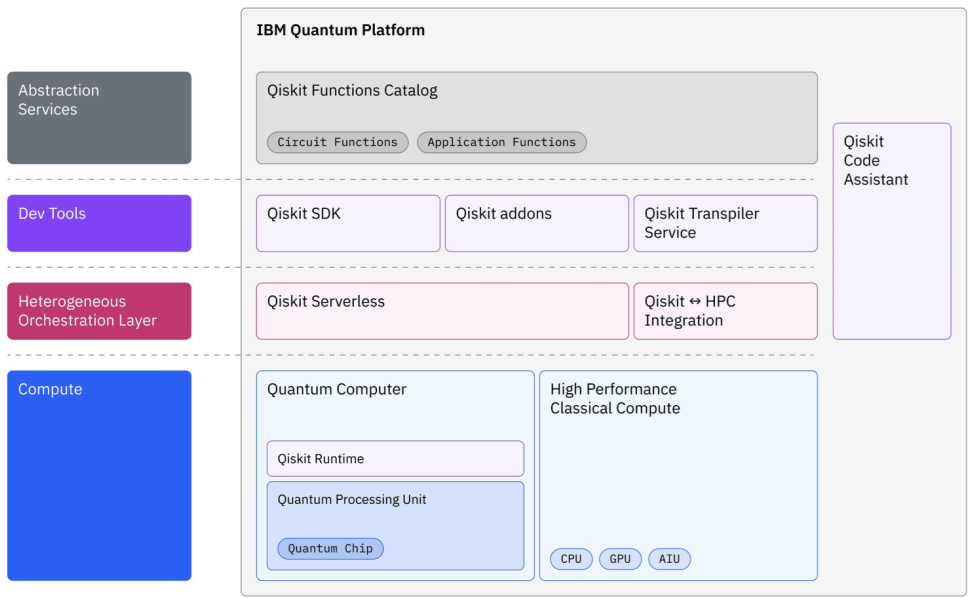 IBM Quantum Platform
Abstraction
Services
Qiskit Functions Catalog
Circuit Functions
Application Functions
Qiskit
Code
Assistant
Dev Tools
Qiskit SDK
Qiskit addons
Qiskit Transpiler
Service
Heterogeneous
Orchestration Layer
Qiskit Serverless
Qiskit ↔ HPC
Integration
Compute
Quantum Computer
Qiskit Runtime
Quantum Processing Unit
Quantum Chip
High Performance
Classical Compute
CPU
GPU
AIU